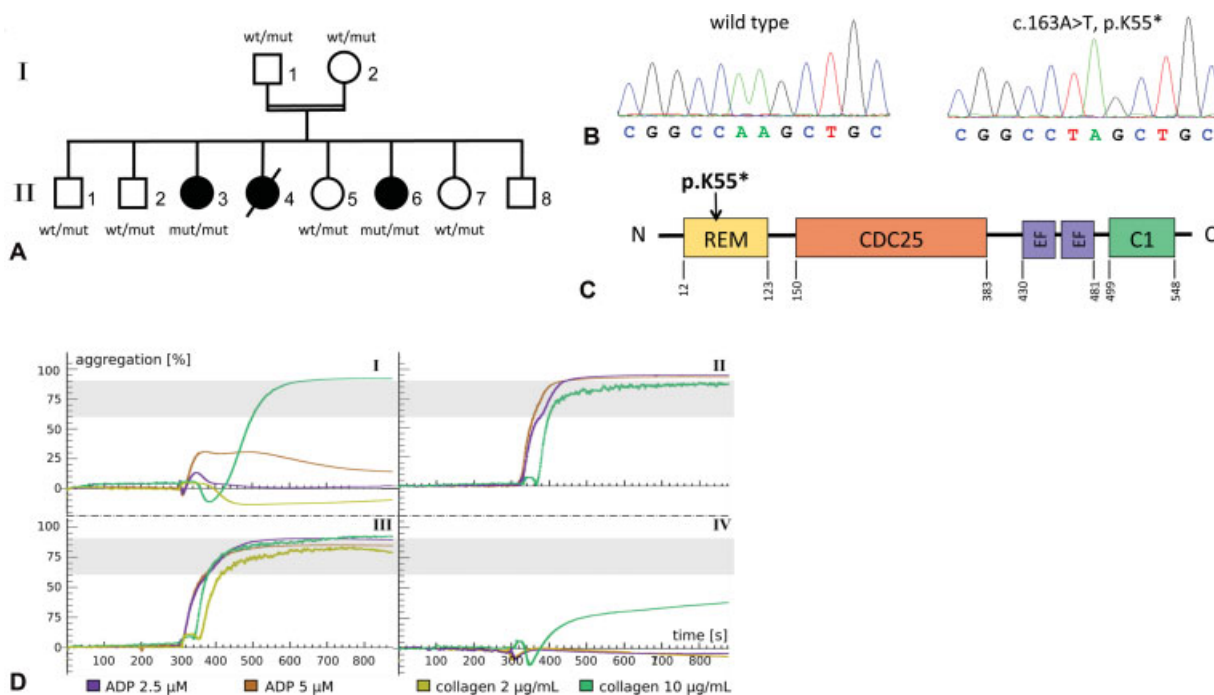 wt/mut wt/mut
I 1 2
II 1 2 3 4 5 6 7 8
wt/mut wt/mut mut/mut wt/mut mut/mut wt/mut
A
wild type c.163A>T, p.K55*
C G G C C A A G C T G C C G G C C T A G C T G C
B
p.K55*
N REM CDC25 EF EF C1 C
12 123 150 383 430 481 499 548
C
aggregation [%] I II
100
75
50
25
0
III IV
100
90
50
75
0
time [s]
100 200 300 400 500 600 700 800 100 200 300 400 500 600 700 800
D ADP 2.5 µM ADP 5 µM collagen 2 µg/mL collagen 10 µg/mL